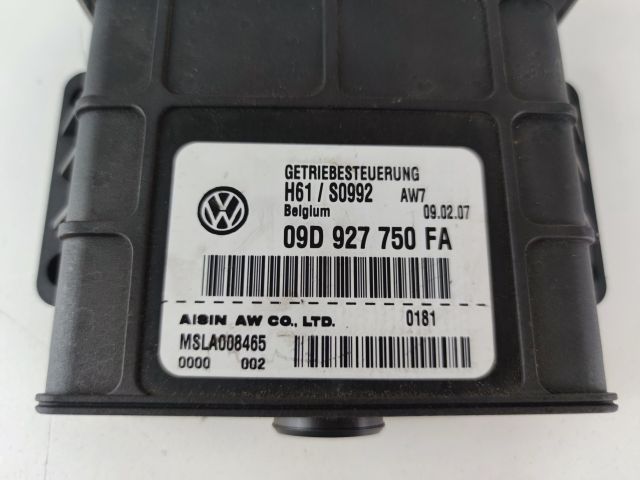 GETRIEBESTEUERUNG
H61 / S0992 AW7
Belgium 09.02.07
09D 927 750 FA
AISIN AW CO., LTD. 0181
MSLA008465
0000 002